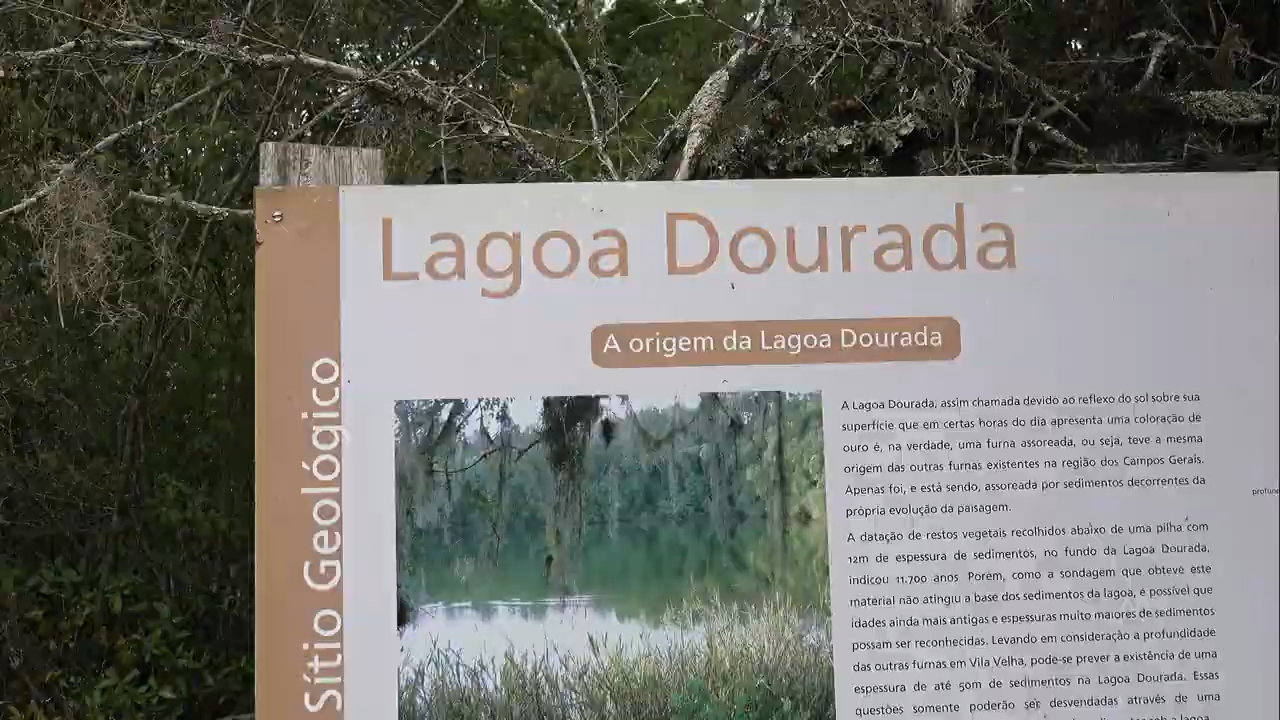 Lagoa Dourada
A origem da Lagoa Dourada
Sítio Geológico
A Lagoa Dourada, assim chamada devido ao reflexo do sol sobre sua
superfície que em certas horas do dia apresenta uma coloração de
ouro é, na verdade, uma furna assoreada, ou seja, teve a mesma
origem das outras furnas existentes na região dos Campos Gerais.
Apenas foi, e está sendo, assoreada por sedimentos decorrentes da
própria evolução da paisagem.
A datação de restos vegetais recolhidos abaixo de uma pilha com
12m de espessura de sedimentos, no fundo da Lagoa Dourada,
indicou 11.700 anos. Porém, como a sondagem que obteve este
material não atingiu a base dos sedimentos da lagoa, é possível que
idades ainda mais antigas e espessuras muito maiores de sedimentos
possam ser reconhecidas. Levando em consideração a profundidade
das outras furnas em Vila Velha, pode-se prever a existência de uma
espessura de até 50m de sedimentos na Lagoa Dourada. Essas
questões somente poderão ser desvendadas através de uma